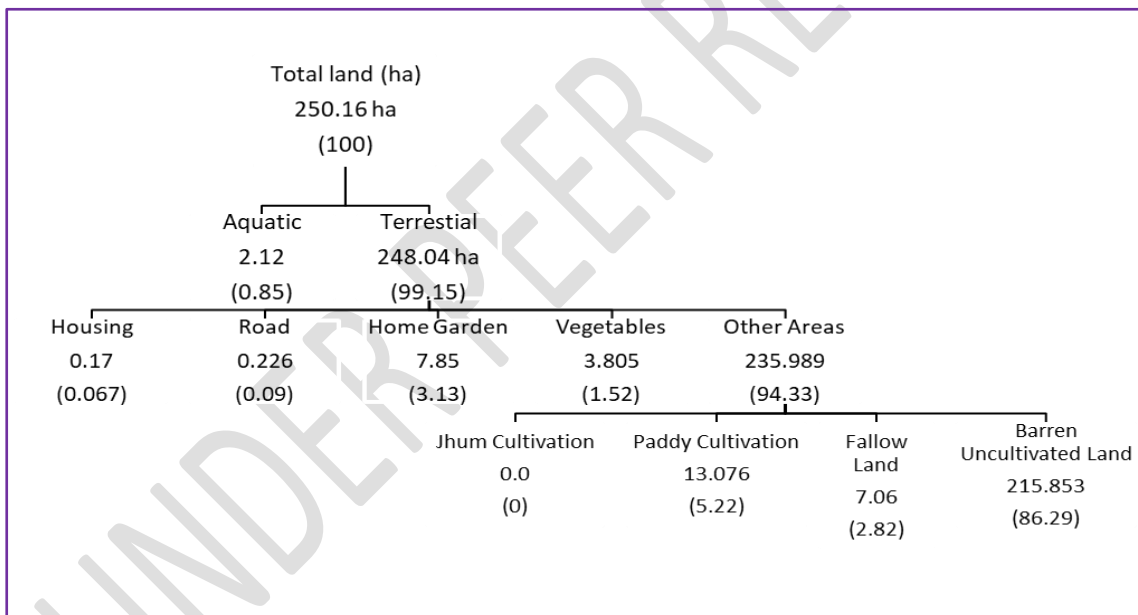 Total land (ha)
250.16 ha
(100)
Aquatic
2.12
(0.85)
Terrestial
248.04 ha
(99.15)
Housing
0.17
(0.067)
Road
0.226
(0.09)
Home Garden
7.85
(3.13)
Vegetables
3.805
(1.52)
Other Areas
235.989
(94.33)
Jhum Cultivation
0.0
(0)
Paddy Cultivation
13.076
(5.22)
Fallow
Land
7.06
(2.82)
Barren
Uncultivated Land
215.853
(86.29)
UNDER PEER RE